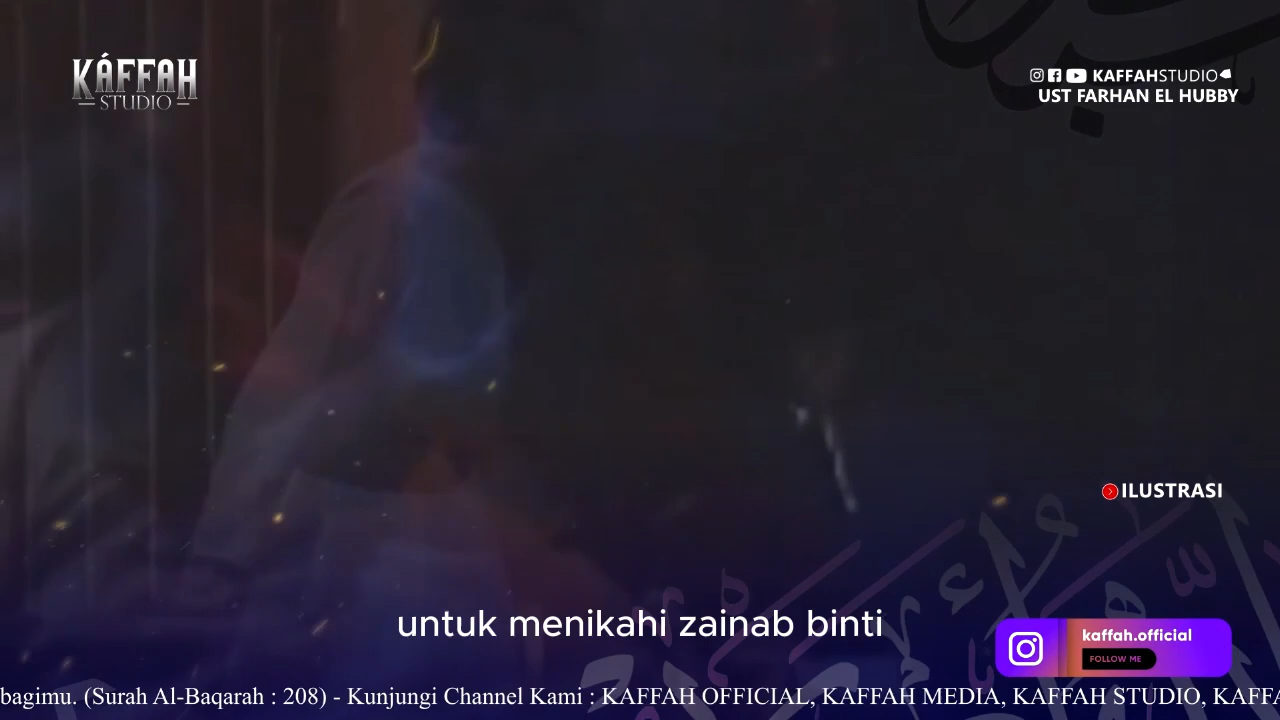 KÁFFAH
STUDIO
KAFFAHSTUDIO
UST FARHAN EL HUBBY
ILUSTRASI
untuk menikahi zainab binti
kaffah.official
FOLLOW ME
bagimu. (Surah Al-Baqarah : 208) - Kunjungi Channel Kami : KAFFAH OFFICIAL, KAFFAH MEDIA, KAFFAH STUDIO, KAFFA